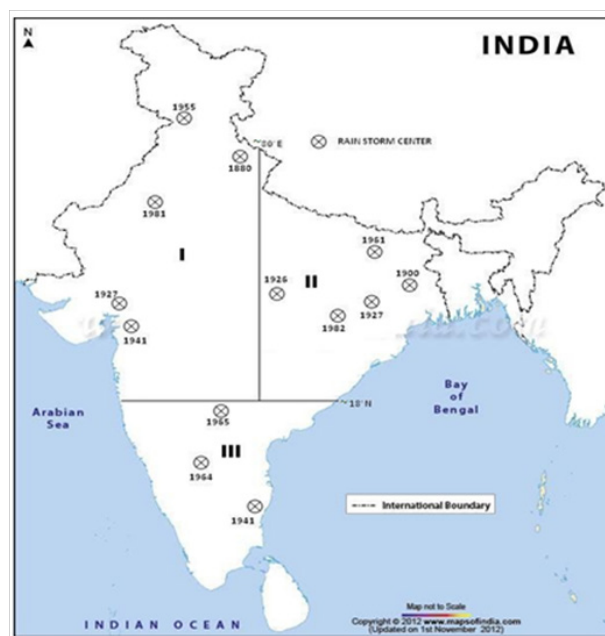 INDIA
N
1955
~80°E
RAIN STORM CENTER
1880
1981
I
1961
II
1926
1900
1927
1927
1982
1941
Arabian
Sea
Bay
of
Bengal
~18°N
1965
III
1964
1941
International Boundary
Map not to Scale
Copyright © 2012 www.mapsofindia.com
(Updated on 1st November 2012)
INDIAN OCEAN